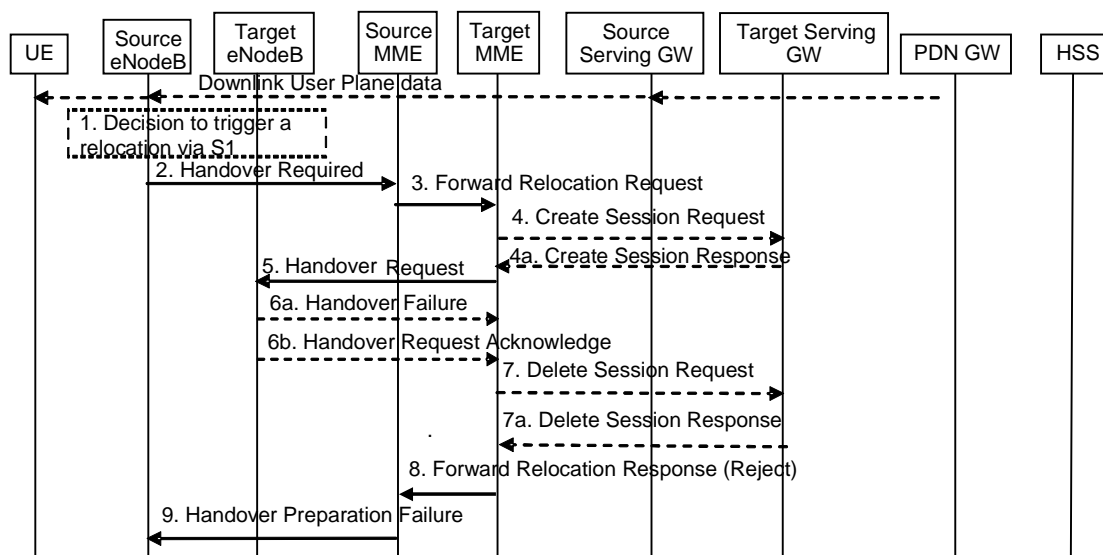 UE
Source
eNodeB
Target
eNodeB
Source
MME
Target
MME
Source
Serving GW
Target Serving
GW
PDN GW
HSS
Downlink User Plane data
1. Decision to trigger a
relocation via S1
2. Handover Required
3. Forward Relocation Request
4. Create Session Request
4a. Create Session Response
5. Handover Request
6a. Handover Failure
6b. Handover Request Acknowledge
7. Delete Session Request
7a. Delete Session Response
.
8. Forward Relocation Response (Reject)
9. Handover Preparation Failure